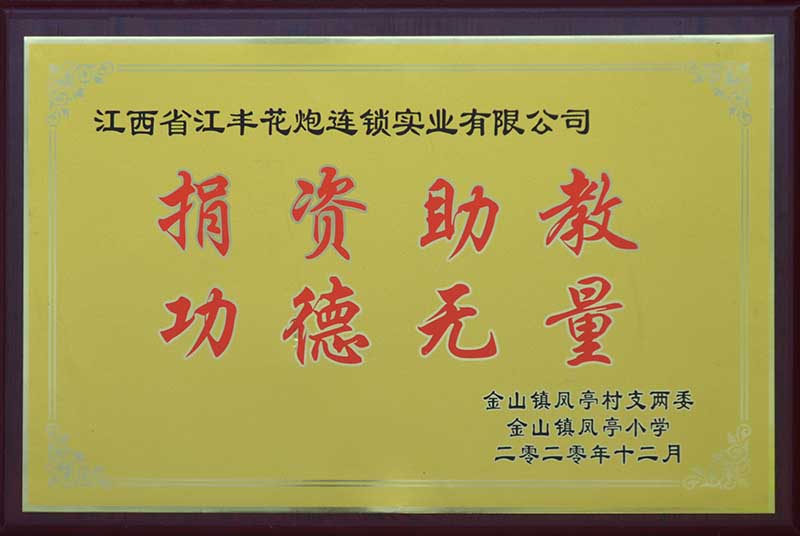 江西省江丰花炮连锁实业有限公司
捐资助教
功德无量
金山镇凤亭村支两委
金山镇凤亭小学
二零二零年十二月